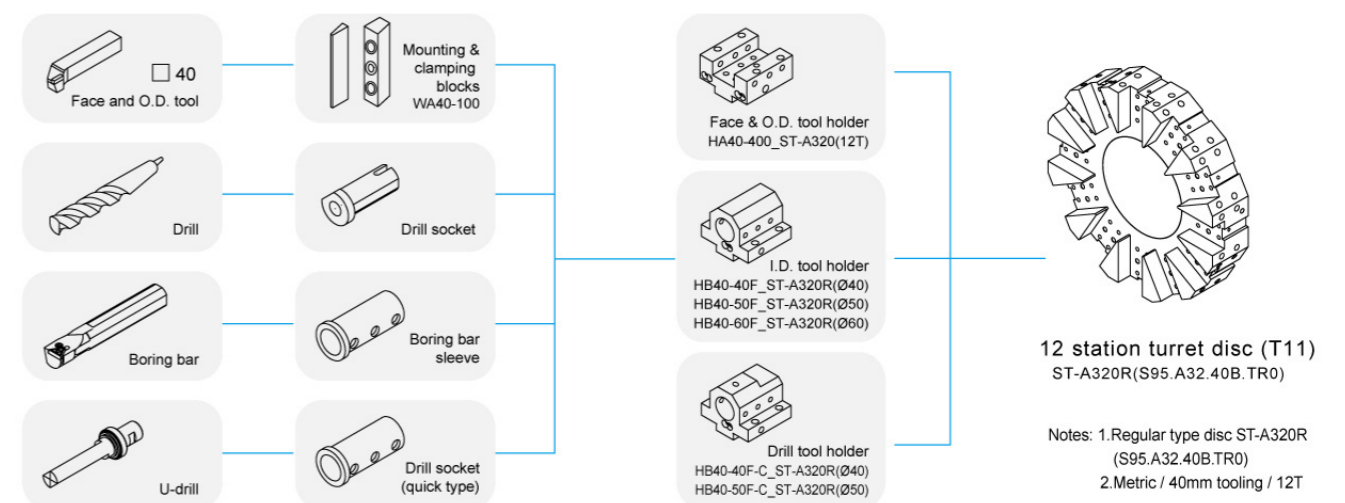 □ 40
Face and O.D. tool
Mounting &
clamping
blocks
WA40-100
Drill
Drill socket
Boring bar
Boring bar
sleeve
U-drill
Drill socket
(quick type)
Face & O.D. tool holder
HA40-400_ST-A320(12T)
I.D. tool holder
HB40-40F_ST-A320R(Ø40)
HB40-50F_ST-A320R(Ø50)
HB40-60F_ST-A320R(Ø60)
Drill tool holder
HB40-40F-C_ST-A320R(Ø40)
HB40-50F-C_ST-A320R(Ø50)
12 station turret disc (T11)
ST-A320R(S95.A32.40B.TR0)
Notes: 1.Regular type disc ST-A320R
(S95.A32.40B.TR0)
2.Metric / 40mm tooling / 12T